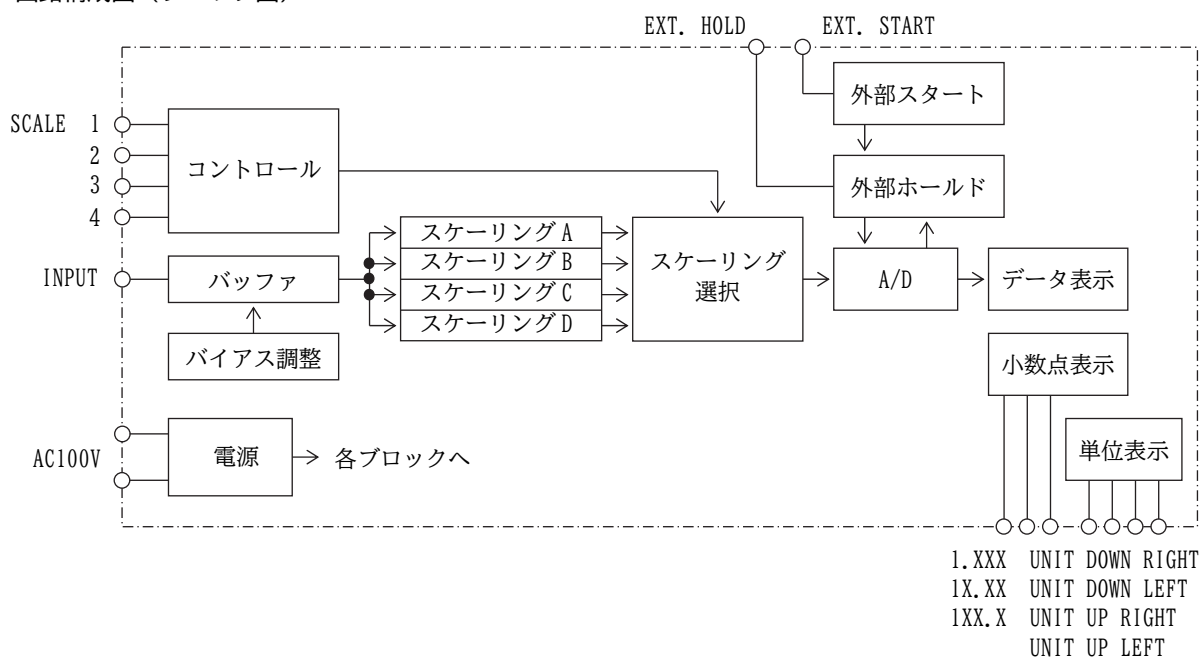 EXT. HOLD
EXT. START
外部スタート
SCALE 1
2
3
4
コントロール
外部ホールド
スケーリング A
スケーリング B
スケーリング C
スケーリング D
スケーリング
選択
INPUT
バッファ
A/D
データ表示
バイアス調整
小数点表示
AC100V
電源
各ブロックへ
単位表示
1.XXX UNIT DOWN RIGHT
1X.XX UNIT DOWN LEFT
1XX.X UNIT UP RIGHT
UNIT UP LEFT